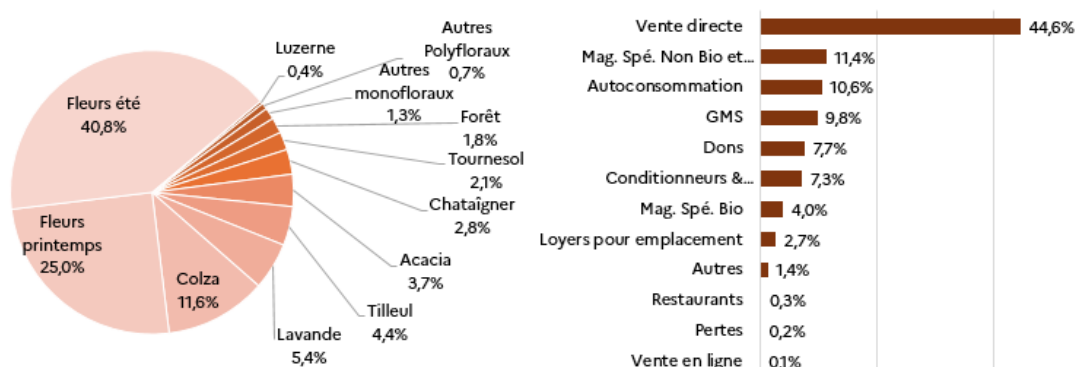 Autres
Polyfloraux
0,7%
Luzerne
0,4%
Autres
monofloraux
1,3%
Fleurs été
40,8%
Forêt
1,8%
Tournesol
2,1%
Chataîgner
2,8%
Fleurs
printemps
25,0%
Acacia
3,7%
Colza
11,6%
Tilleul
4,4%
Lavande
5,4%
Vente directe 44,6%
Mag. Spé. Non Bio et... 11,4%
Autoconsommation 10,6%
GMS 9,8%
Dons 7,7%
Conditionneurs &... 7,3%
Mag. Spé. Bio 4,0%
Loyers pour emplacement 2,7%
Autres 1,4%
Restaurants 0,3%
Pertes 0,2%
Vente en ligne 0,1%